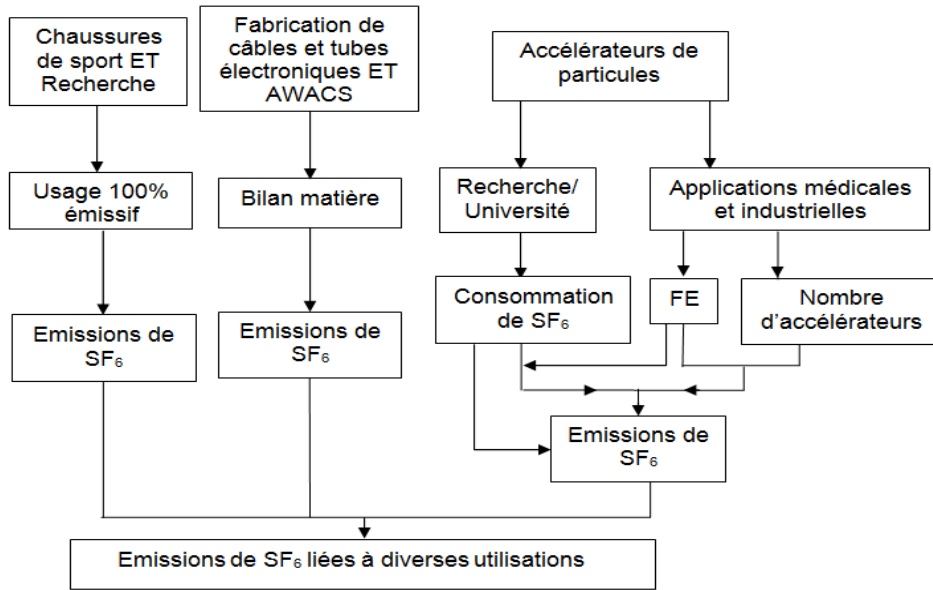 Chaussures
de sport ET
Recherche
Fabrication de
câbles et tubes
électroniques ET
AWACS
Accélérateurs de
particules
Usage 100%
émissif
Bilan matière
Recherche/
Université
Applications médicales
et industrielles
Emissions de
SF₆
Emissions de
SF₆
Consommation
de SF₆
FE
Nombre
d’accélérateurs
Emissions de
SF₆
Emissions de SF₆ liées à diverses utilisations